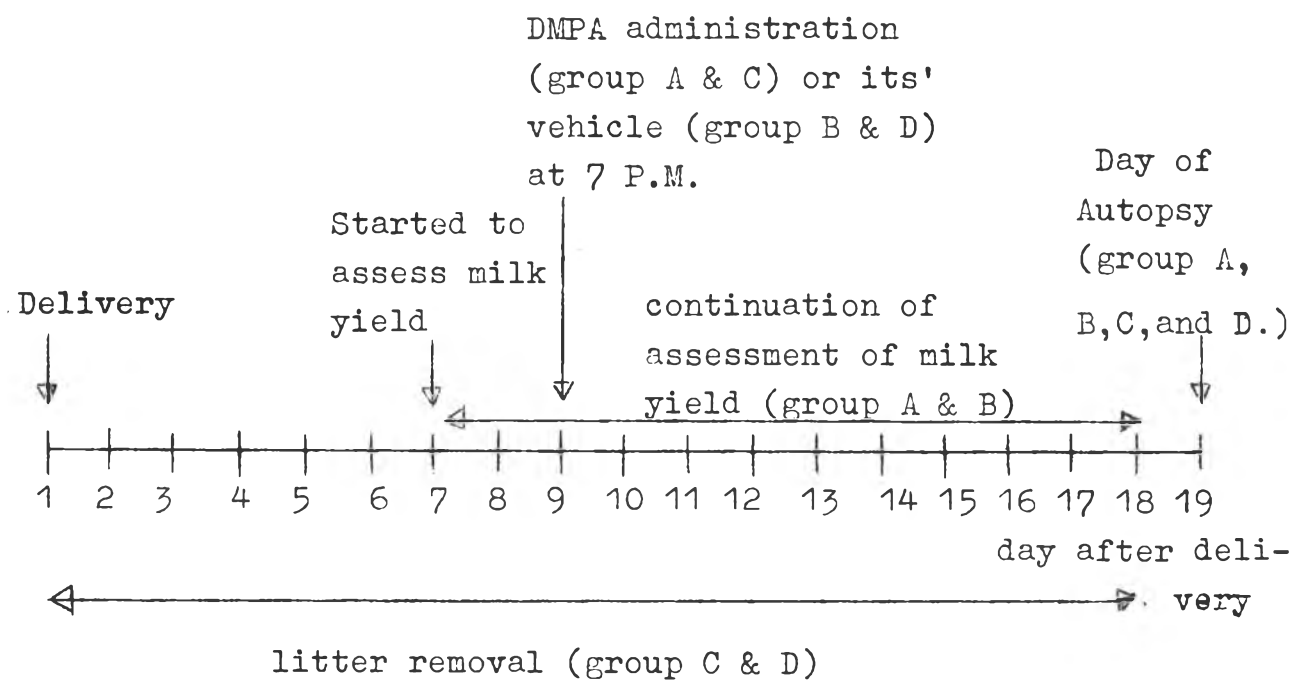 DMPA administration
(group A & C) or its'
vehicle (group B & D)
at 7 P.M.
Day of
Autopsy
(group A,
B,C,and D.)
Started to
assess milk
yield
Delivery
continuation of
assessment of milk
yield (group A & B)
1 2 3 4 5 6 7 8 9 10 11 12 13 14 15 16 17 18 19
day after deli-
very
litter removal (group C & D)